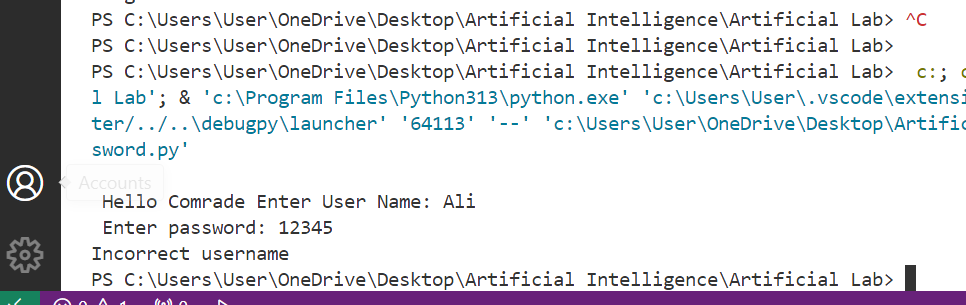 PS C:\Users\User\OneDrive\Desktop\Artificial Intelligence\Artificial Lab> ^C
PS C:\Users\User\OneDrive\Desktop\Artificial Intelligence\Artificial Lab>
PS C:\Users\User\OneDrive\Desktop\Artificial Intelligence\Artificial Lab>  c:;
l Lab'; & 'c:\Program Files\Python313\python.exe' 'c:\Users\User\.vscode\extensi
ter/../..\debugpy\launcher' '64113' '--' 'c:\Users\User\OneDrive\Desktop\Artific
sword.py'
Accounts
Hello Comrade Enter User Name: Ali
Enter password: 12345
Incorrect username
PS C:\Users\User\OneDrive\Desktop\Artificial Intelligence\Artificial Lab>